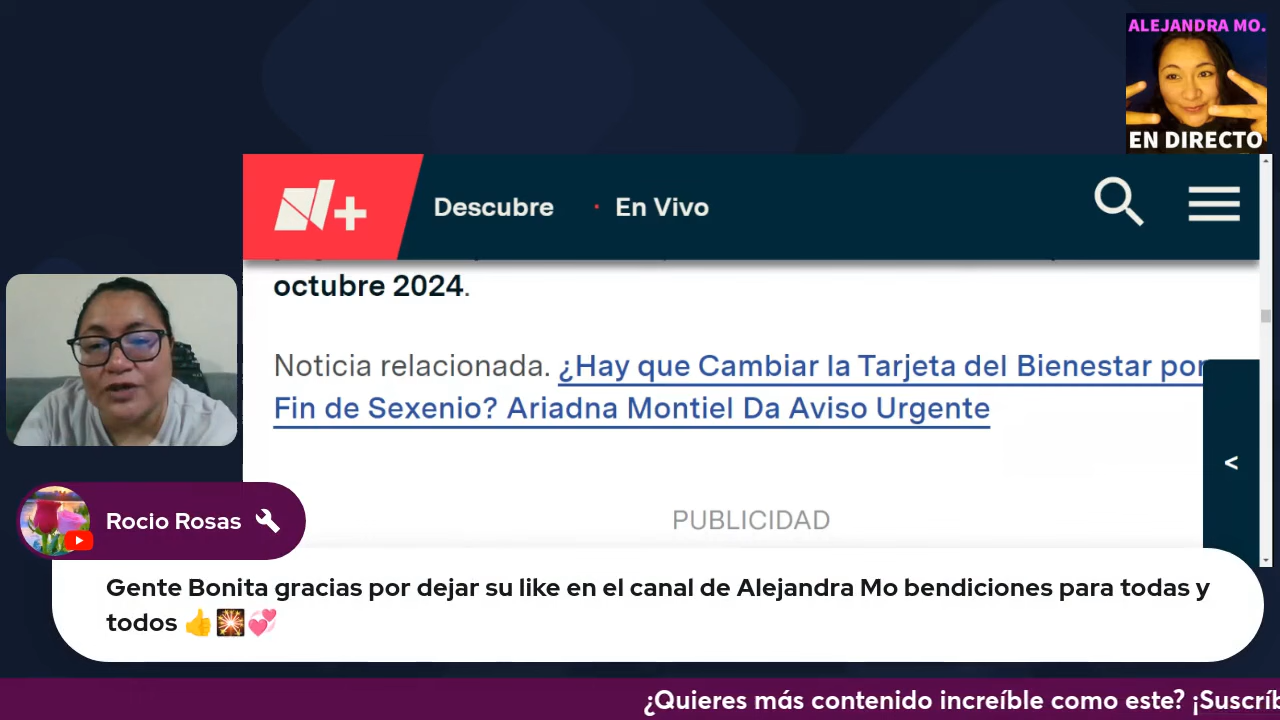 ALEJANDRA MO.
EN DIRECTO
N+
Descubre · En Vivo
octubre 2024.
Noticia relacionada. ¿Hay que Cambiar la Tarjeta del Bienestar por
Fin de Sexenio? Ariadna Montiel Da Aviso Urgente
<
PUBLICIDAD
Rocio Rosas
Gente Bonita gracias por dejar su like en el canal de Alejandra Mo bendiciones para todas y
todos 👍🎇💞
¿Quieres más contenido increíble como este? ¡Suscríb